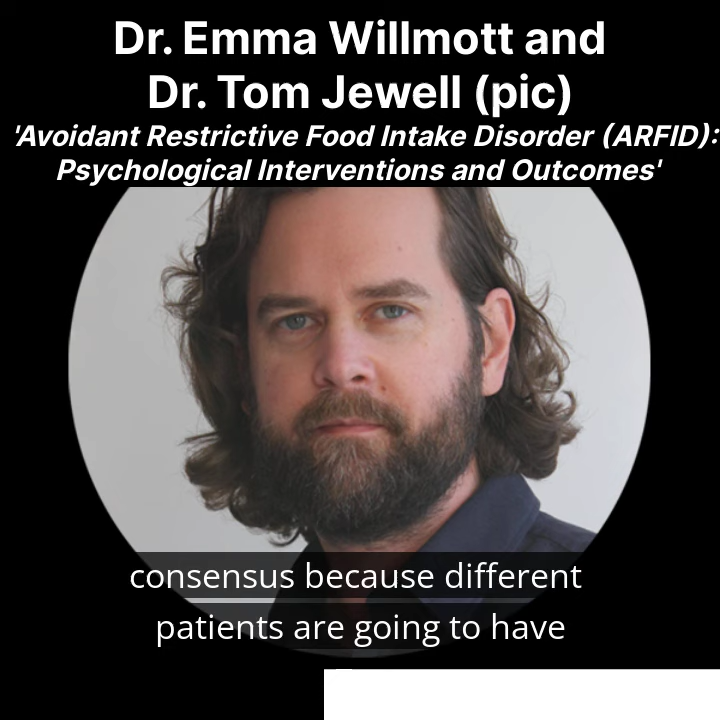 Dr. Emma Willmott and
Dr. Tom Jewell (pic)
'Avoidant Restrictive Food Intake Disorder (ARFID):
Psychological Interventions and Outcomes'
consensus because different
patients are going to have